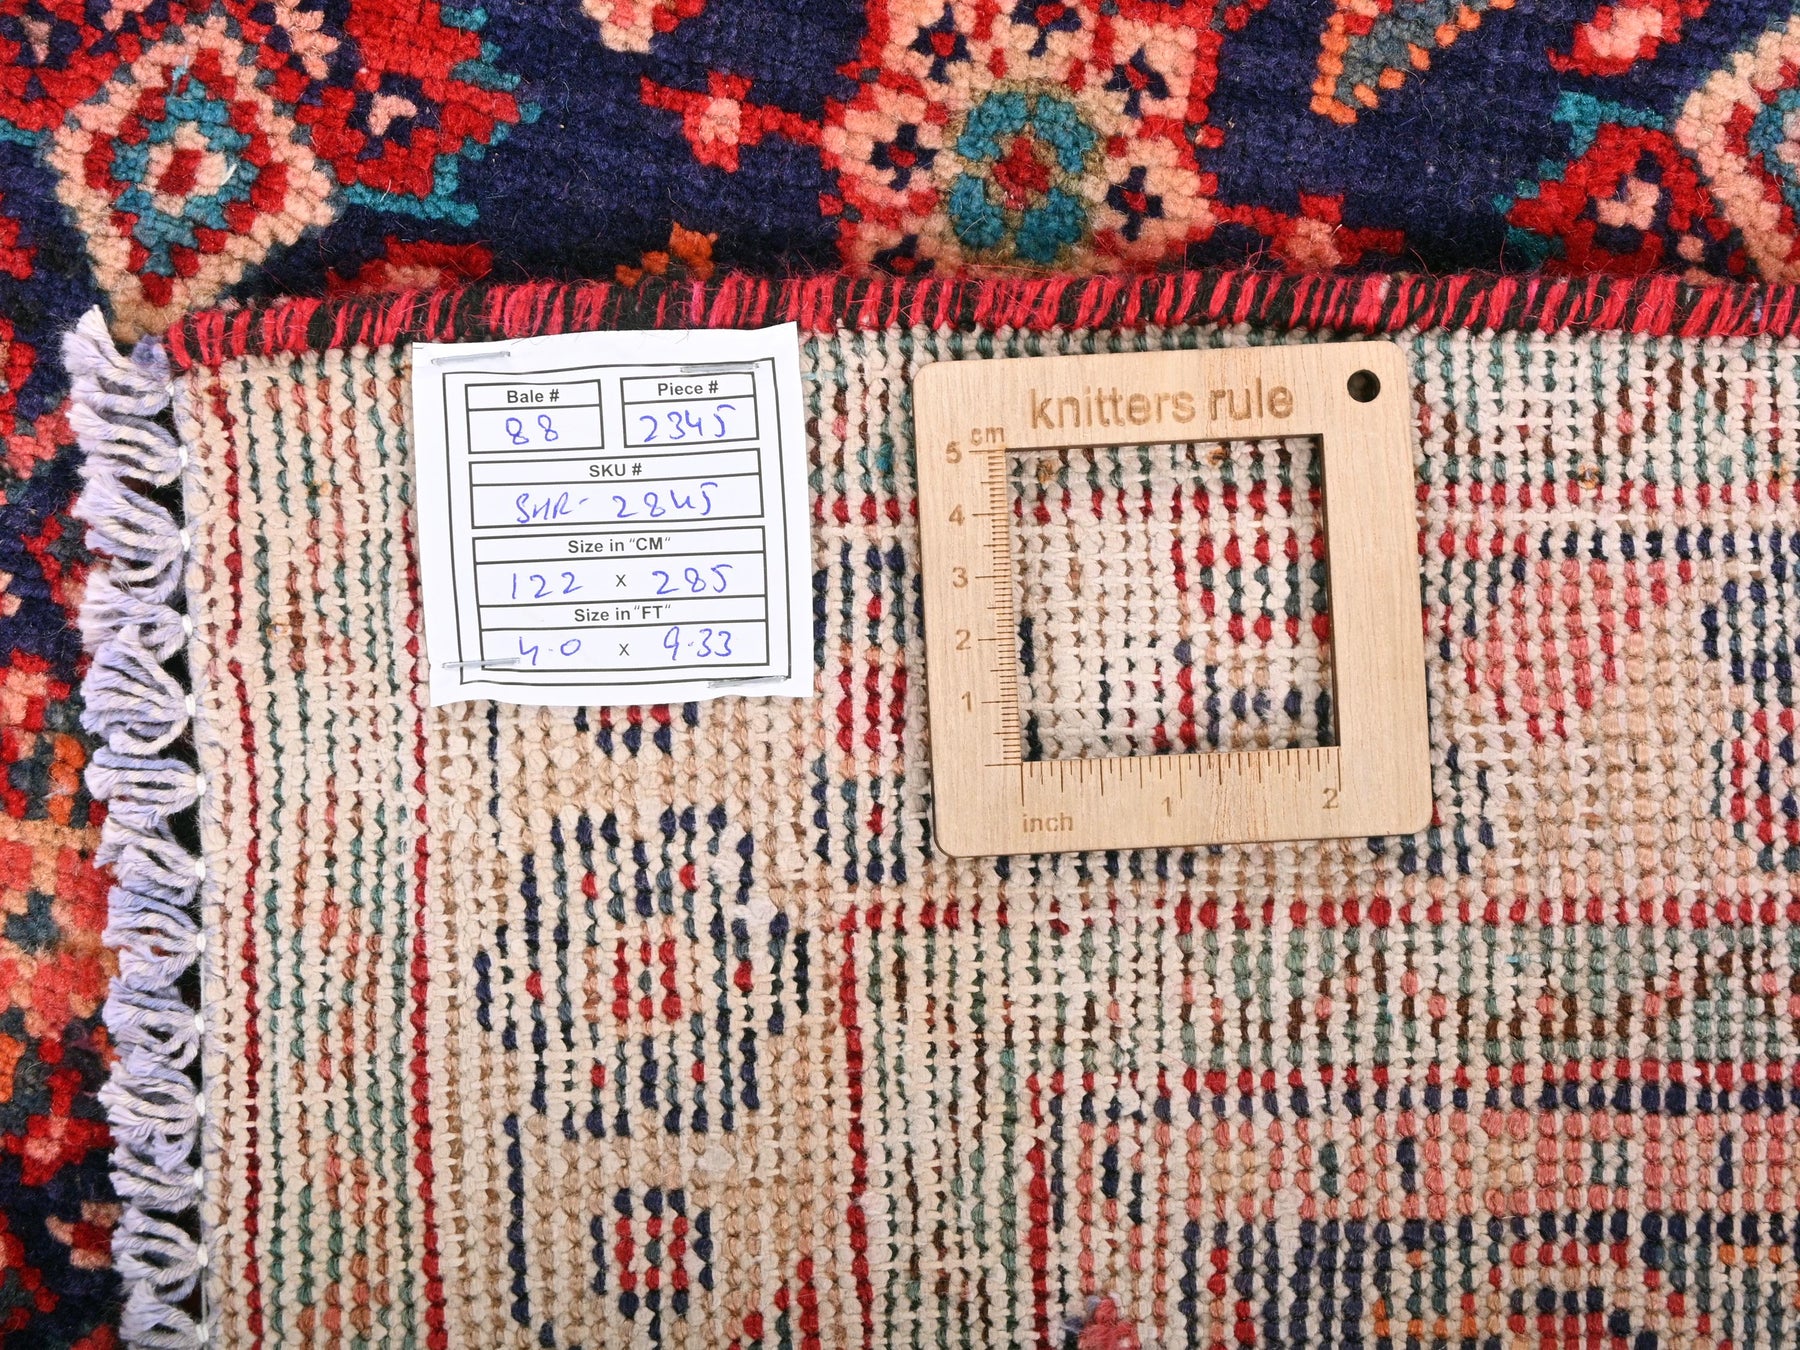 Bale #
88
Piece #
2345
SKU #
SHR- 2845
Size in "CM"
122 x 285
Size in "FT"
4.0 x 9.33
knitters rule
5 cm
4
3
2
1
1 2
inch